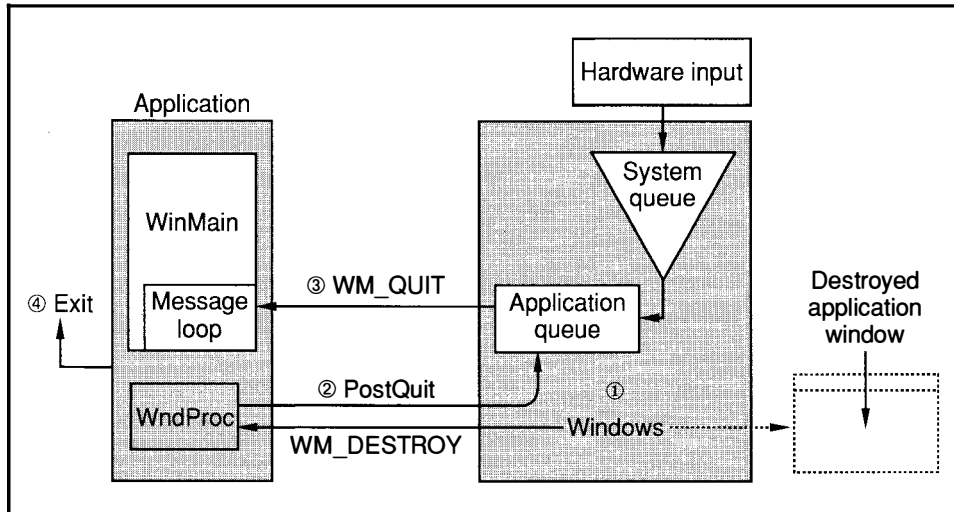 Hardware input
Application
System
queue
WinMain
③ WM_QUIT
Message
loop
④ Exit
Application
queue
Destroyed
application
window
② PostQuit
①
WndProc
Windows
WM_DESTROY